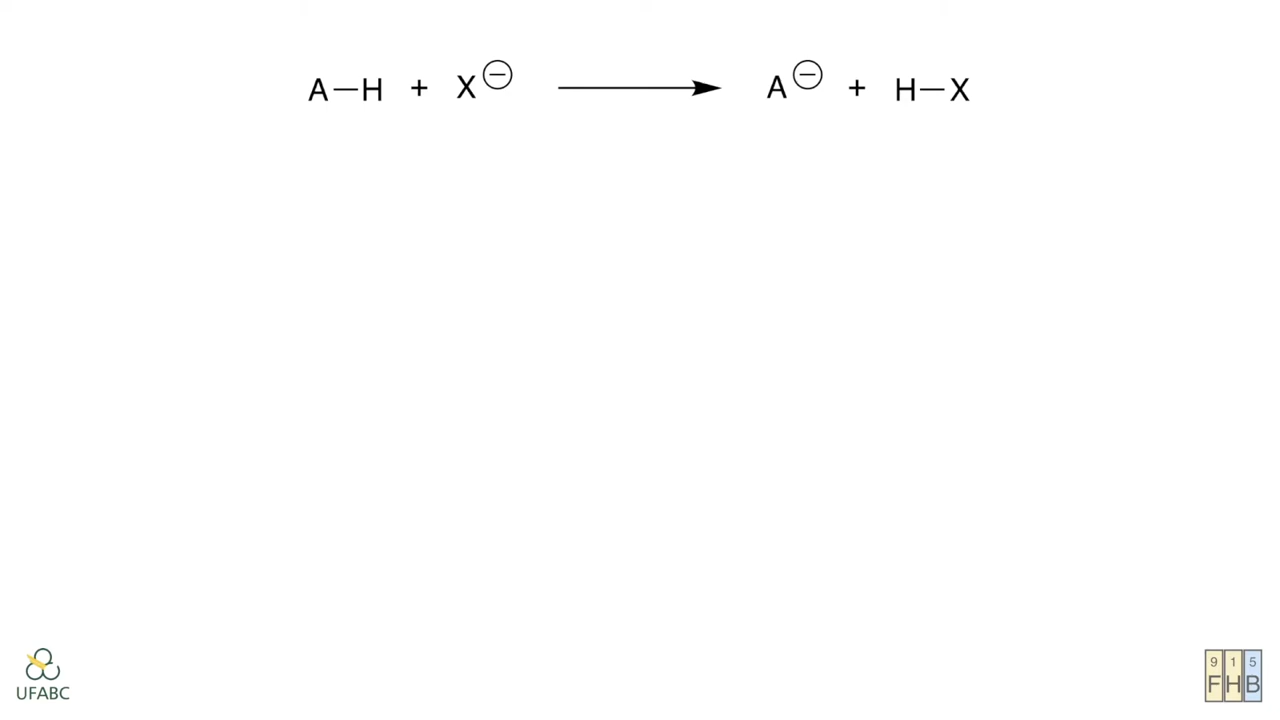 A—H + X⊖ ⟶ A⊖ + H—X
UFABC
9 1 5
F H B